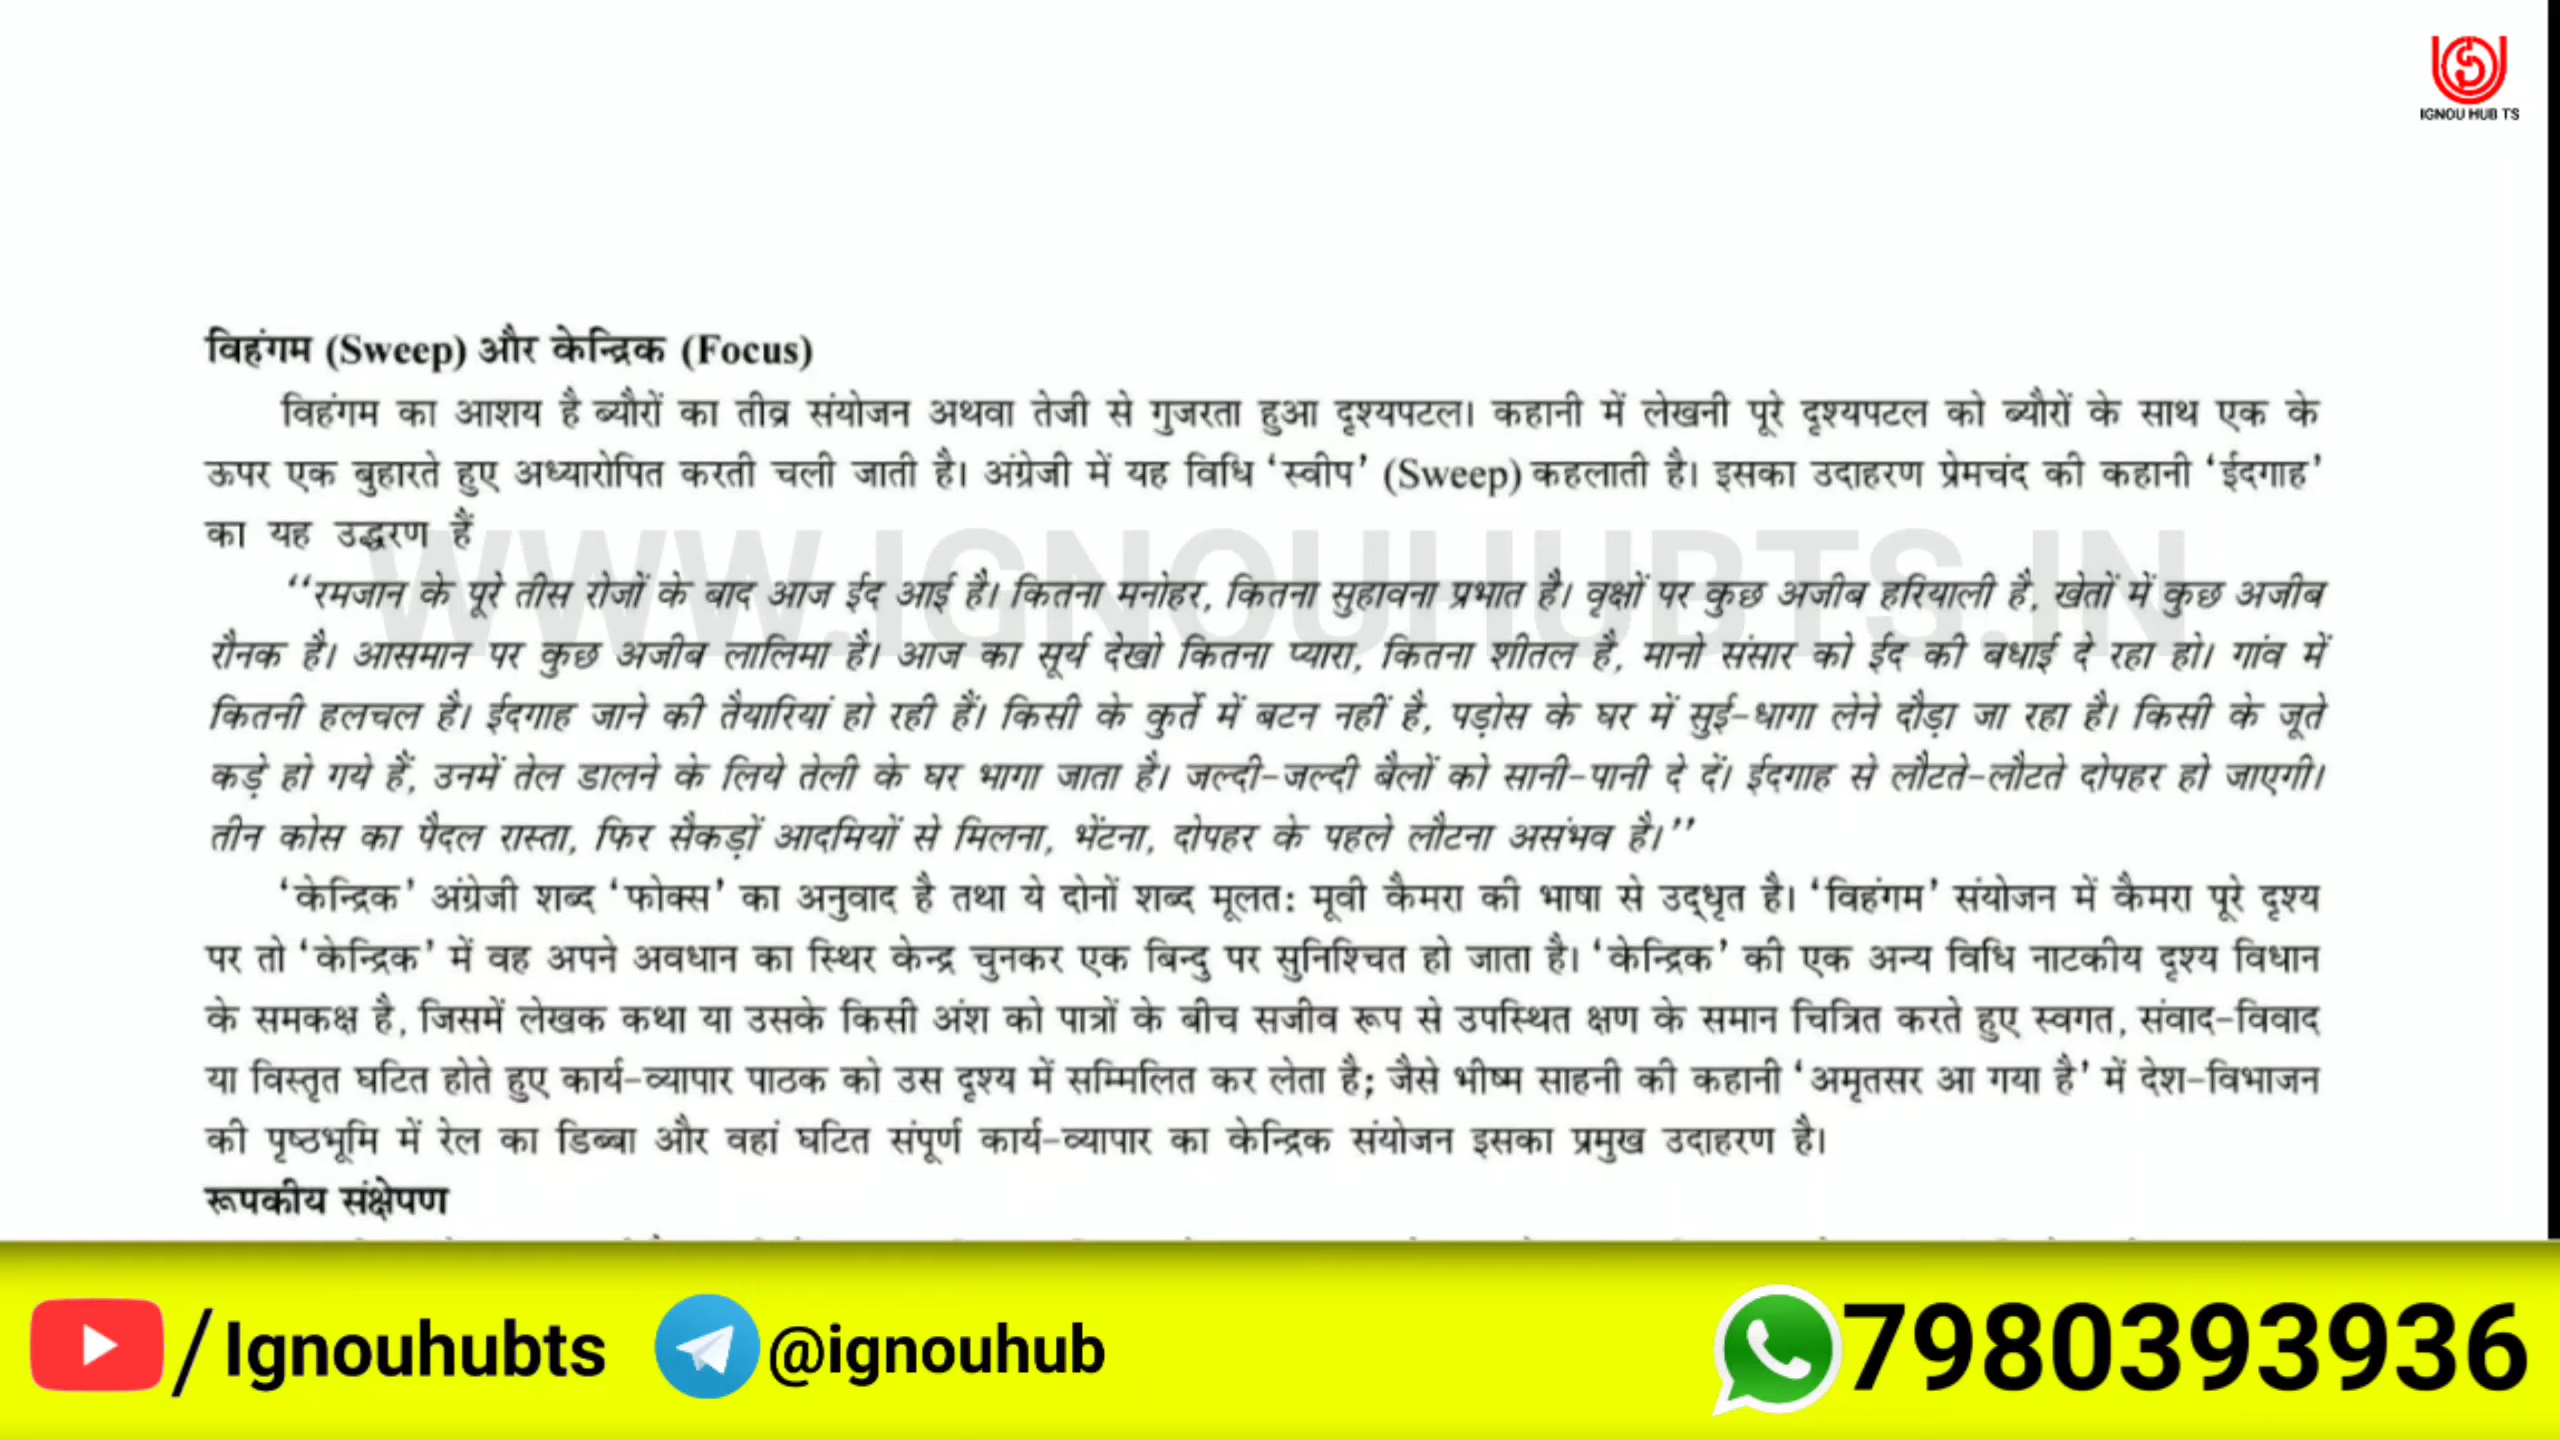 IGNOU HUB TS
विहंगम (Sweep) और केन्द्रिक (Focus)
विहंगम का आशय है ब्यौरों का तीव्र संयोजन अथवा तेजी से गुजरता हुआ दृश्यपटल। कहानी में लेखनी पूरे दृश्यपटल को ब्यौरों के साथ एक के
ऊपर एक बुहारते हुए अध्यारोपित करती चली जाती है। अंग्रेजी में यह विधि ‘स्वीप’ (Sweep) कहलाती है। इसका उदाहरण प्रेमचंद की कहानी ‘ईदगाह’
का यह उद्धरण हैं
WWW.IGNOUHUBTS.IN
‘‘रमजान के पूरे तीस रोजों के बाद आज ईद आई है। कितना मनोहर, कितना सुहावना प्रभात है। वृक्षों पर कुछ अजीब हरियाली है, खेतों में कुछ अजीब
रौनक है। आसमान पर कुछ अजीब लालिमा है। आज का सूर्य देखो कितना प्यारा, कितना शीतल है, मानो संसार को ईद की बधाई दे रहा हो। गांव में
कितनी हलचल है। ईदगाह जाने की तैयारियां हो रही हैं। किसी के कुर्ते में बटन नहीं है, पड़ोस के घर में सुई-धागा लेने दौड़ा जा रहा है। किसी के जूते
कड़े हो गये हैं, उनमें तेल डालने के लिये तेली के घर भागा जाता है। जल्दी-जल्दी बैलों को सानी-पानी दे दें। ईदगाह से लौटते-लौटते दोपहर हो जाएगी।
तीन कोस का पैदल रास्ता, फिर सैकड़ों आदमियों से मिलना, भेंटना, दोपहर के पहले लौटना असंभव है।’’
‘केन्द्रिक’ अंग्रेजी शब्द ‘फोक्स’ का अनुवाद है तथा ये दोनों शब्द मूलतः मूवी कैमरा की भाषा से उद्धृत है। ‘विहंगम’ संयोजन में कैमरा पूरे दृश्य
पर तो ‘केन्द्रिक’ में वह अपने अवधान का स्थिर केन्द्र चुनकर एक बिन्दु पर सुनिश्चित हो जाता है। ‘केन्द्रिक’ की एक अन्य विधि नाटकीय दृश्य विधान
के समकक्ष है, जिसमें लेखक कथा या उसके किसी अंश को पात्रों के बीच सजीव रूप से उपस्थित क्षण के समान चित्रित करते हुए स्वगत, संवाद-विवाद
या विस्तृत घटित होते हुए कार्य-व्यापार पाठक को उस दृश्य में सम्मिलित कर लेता है; जैसे भीष्म साहनी की कहानी ‘अमृतसर आ गया है’ में देश-विभाजन
की पृष्ठभूमि में रेल का डिब्बा और वहां घटित संपूर्ण कार्य-व्यापार का केन्द्रिक संयोजन इसका प्रमुख उदाहरण है।
रूपकीय संक्षेपण
/Ignouhubts @ignouhub 7980393936